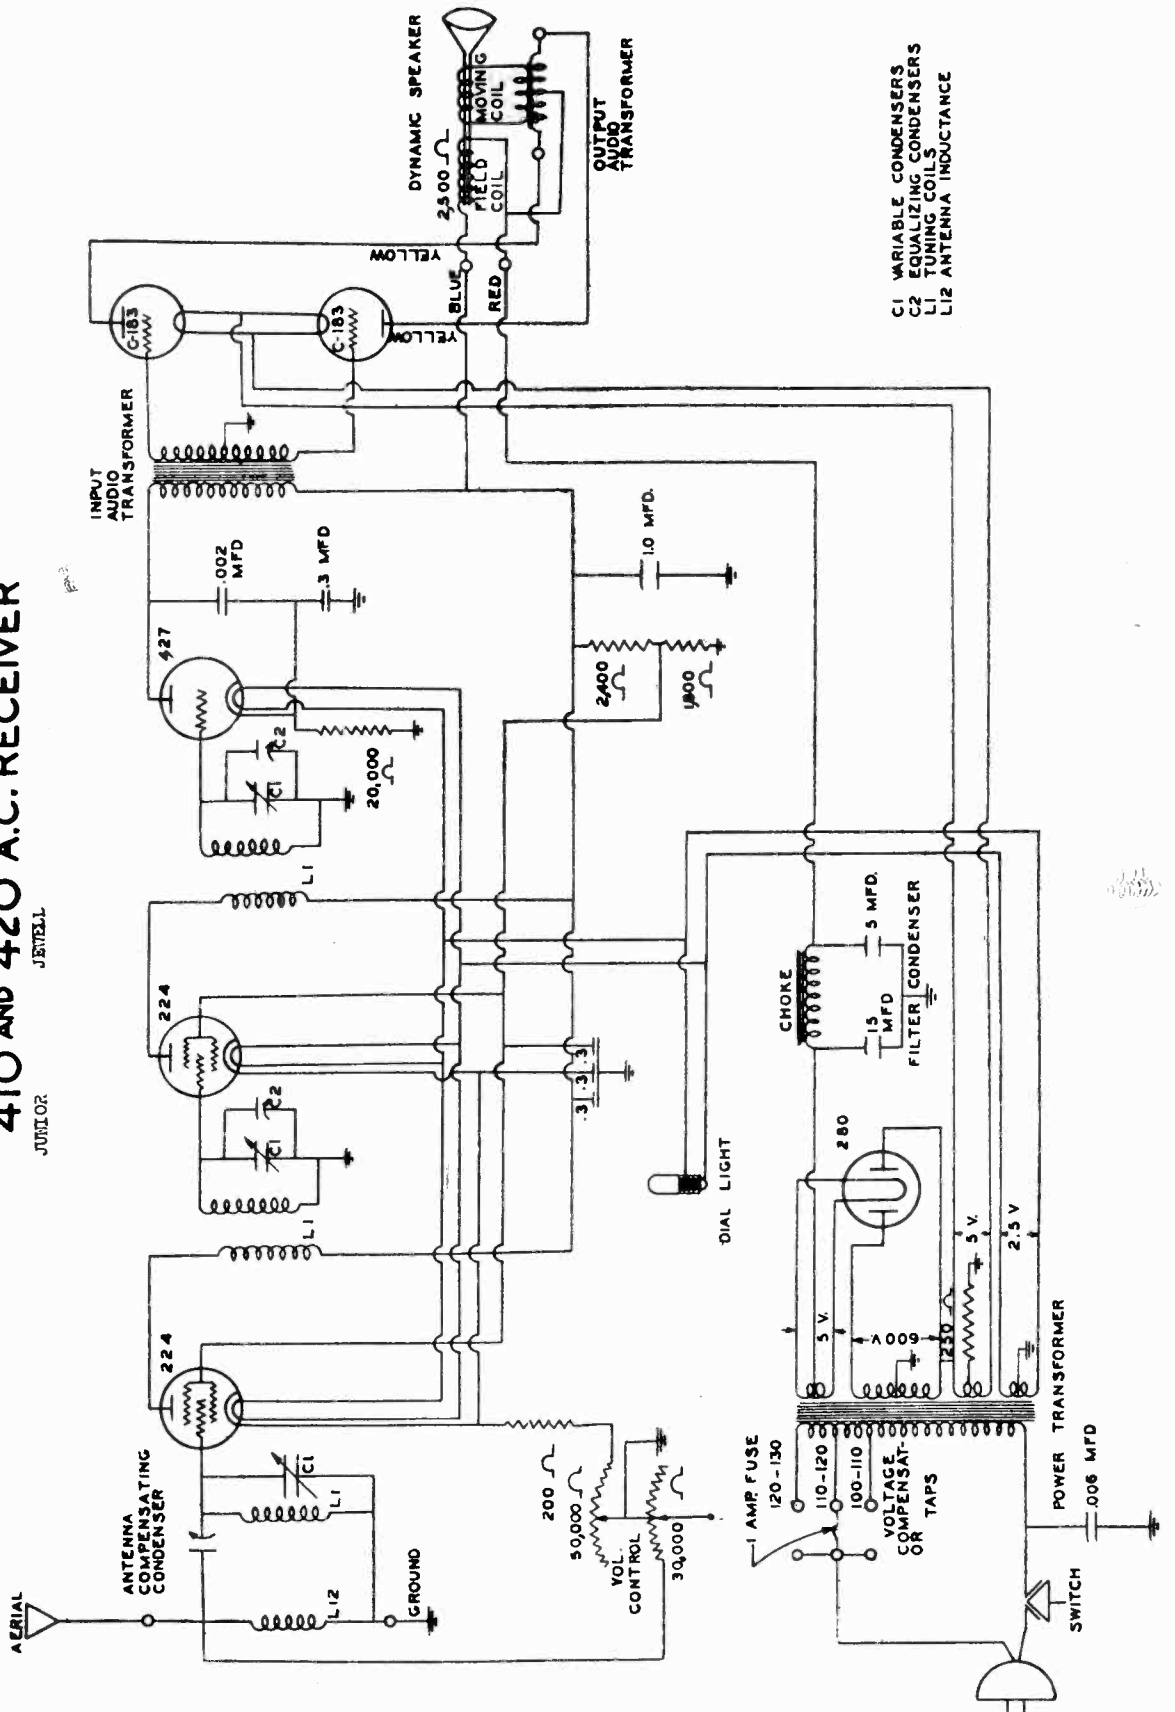 410 AND 420 A.C. RECEIVER
JUNIOR JEWELL
AERIAL
ANTENNA
COMPENSATING
CONDENSER
L12
GROUND
L1
C1
224
L1
L1
C1
C2
224
L1
L1
C1
C2
427
20,000
.002
MFD
.3 MFD
INPUT
AUDIO
TRANSFORMER
C-183
C-183
YELLOW
YELLOW
BLUE
RED
DYNAMIC SPEAKER
2,500
FIELD
COIL
MOVING
COIL
OUTPUT
AUDIO
TRANSFORMER
200
50,000
VOL.
CONTROL
30,000
.3 .3 .3
2,400
1,800
1.0 MFD.
DIAL LIGHT
1 AMP. FUSE
120-130
110-120
100-110
VOLTAGE
COMPENSAT-
OR TAPS
SWITCH
.006 MFD
POWER TRANSFORMER
5 V.
600 V
1250
5 V.
2.5 V
280
CHOKE
15
MFD
5 MFD.
FILTER CONDENSER
C1 VARIABLE CONDENSERS
C2 EQUALIZING CONDENSERS
L1 TUNING COILS
L12 ANTENNA INDUCTANCE